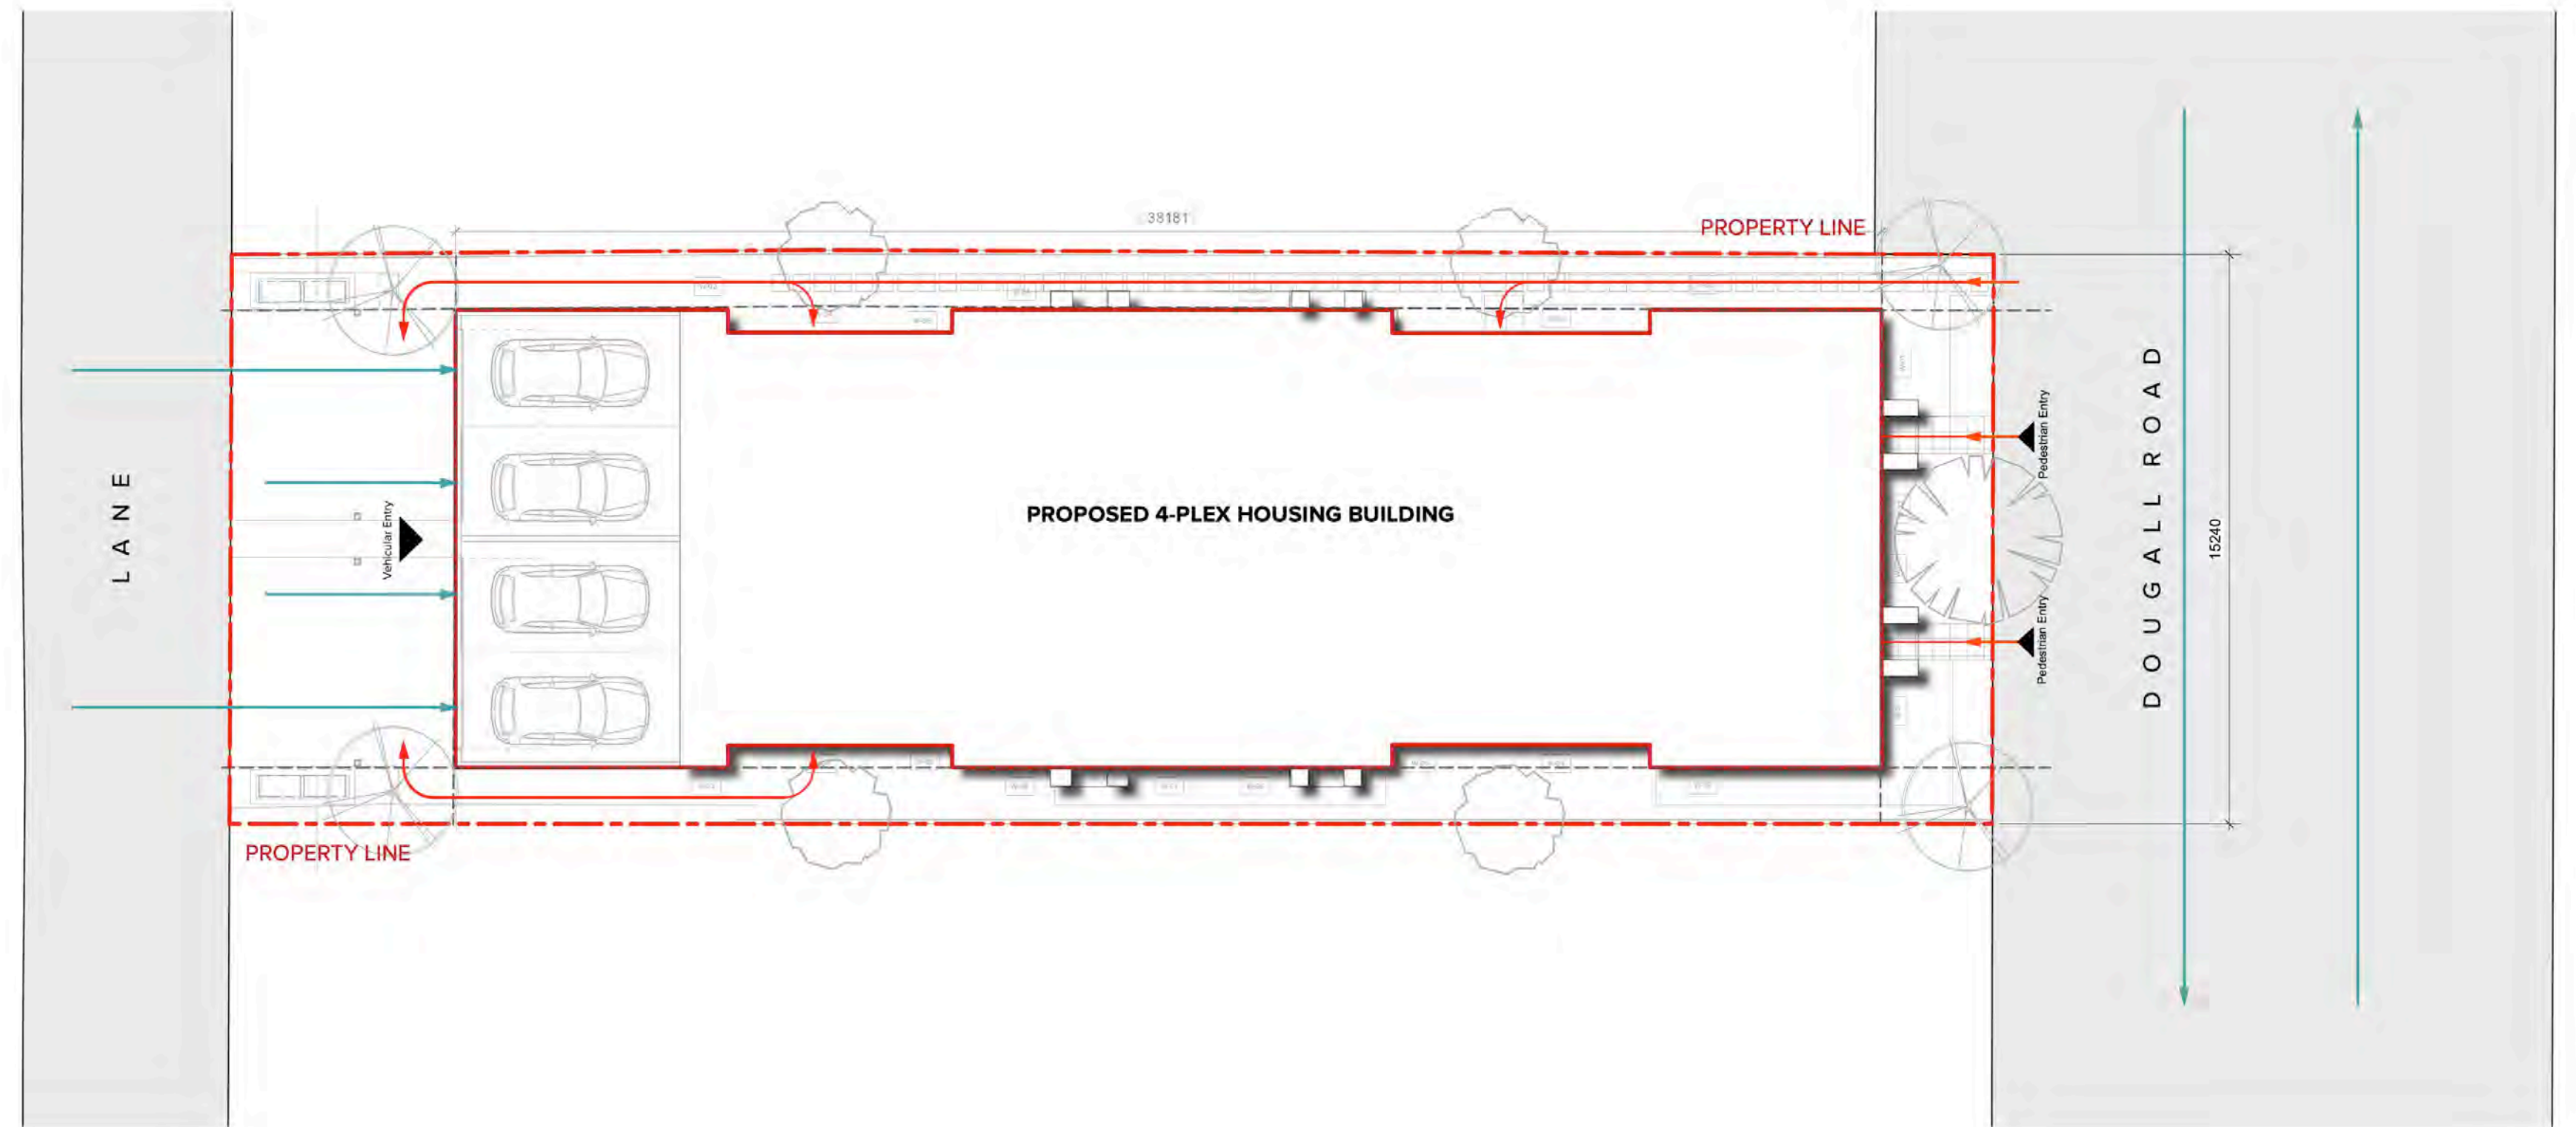 38181
PROPERTY LINE
LANE
Vehicular Entry
PROPOSED 4-PLEX HOUSING BUILDING
Pedestrian Entry
Pedestrian Entry
DOUGALL ROAD
15240
PROPERTY LINE